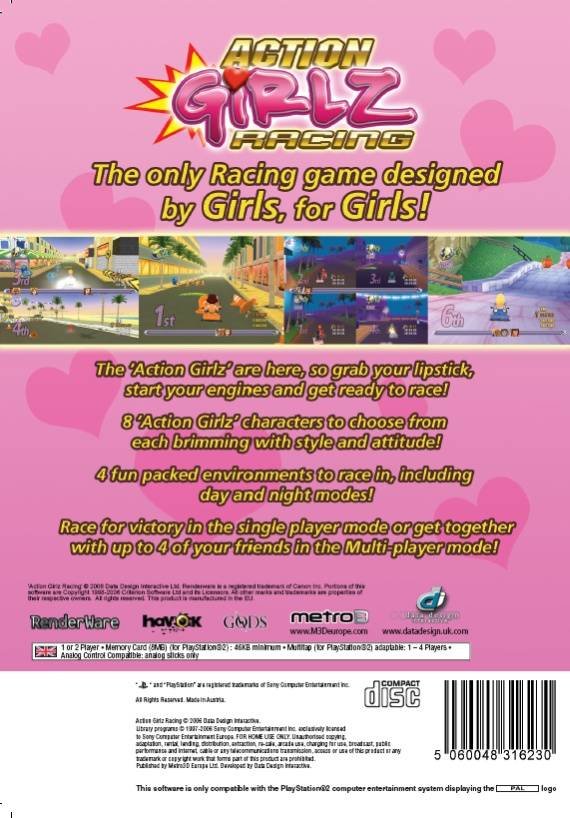 ACTION
GiRLZ
RACING
The only Racing game designed
by Girls, for Girls!
3rd
4th
1st
3rd
6th
The 'Action Girlz' are here, so grab your lipstick,
start your engines and get ready to race!
8 'Action Girlz' characters to choose from
each brimming with style and attitude!
4 fun packed environments to race in, including
day and night modes!
Race for victory in the single player mode or get together
with up to 4 of your friends in the Multi-player mode!
'Action Girlz Racing' © 2006 Data Design Interactive Ltd. Renderware is a registered trademark of Canon Inc. Portions of this
software are Copyright 1998-2006 Criterion Software Ltd and its Licensors. All other marks and trademarks are properties of
their respective owners. All rights reserved. This product is manufactured in the EU.
RenderWare havOK GODS metro3 di
www.M3Deurope.com www.datadesign.uk.com
1 or 2 Player • Memory Card (8MB) (for PlayStation®2) : 46KB minimum • Multitap (for PlayStation®2) adaptable: 1 – 4 Players •
Analog Control Compatible: analog sticks only
" " and "PlayStation" are registered trademarks of Sony Computer Entertainment Inc.
All Rights Reserved. Made in Austria.
COMPACT
disc
Action Girlz Racing © 2006 Data Design Interactive.
Library programs © 1997-2006 Sony Computer Entertainment Inc. exclusively licensed
to Sony Computer Entertainment Europe. FOR HOME USE ONLY. Unauthorised copying,
adaptation, rental, lending, distribution, extraction, re-sale, arcade use, charging for use, broadcast, public
performance and internet, cable or any telecommunications transmission, access or use of this product or any
trademark or copyright work that forms part of this product are prohibited.
Published by Metro3D Europe Ltd. Developed by Data Design Interactive.
5 060048 316230
This software is only compatible with the PlayStation®2 computer entertainment system displaying the PAL logo